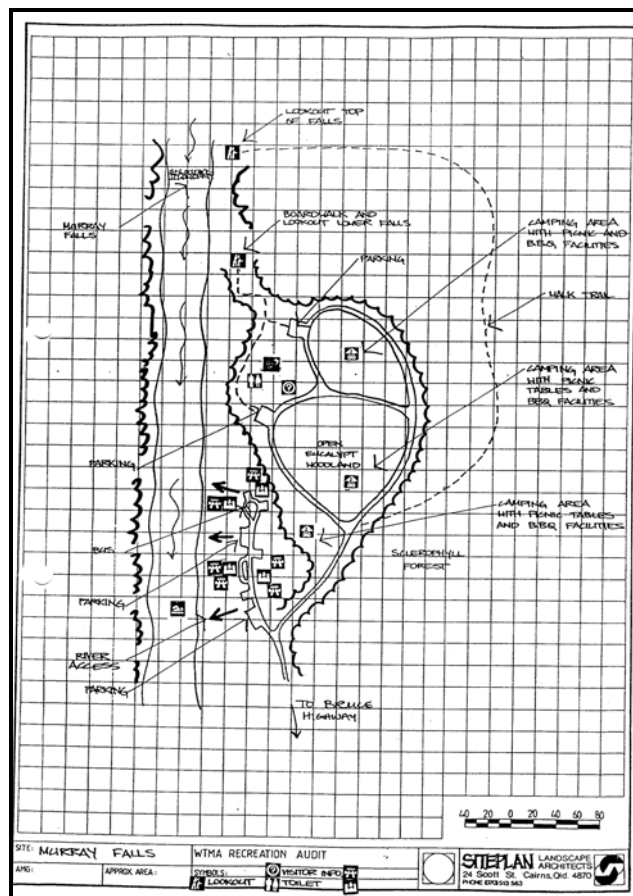 LOOKOUT TOP
OF FALLS
MURRAY
FALLS
BOARDWALK AND
LOOKOUT LOWER FALLS
PARKING
CAMPING AREA
WITH PICNIC AND
B.B.Q. FACILITIES
WALK TRAIL
CAMPING AREA
WITH PICNIC
TABLES AND
BBQ FACILITIES
OPEN
EUCALYPT
WOODLAND
PARKING
CAMPING AREA
WITH PICNIC TABLES
AND B.B.Q FACILITIES
BUS
SCLEROPHYLL
FOREST
PARKING
RIVER
ACCESS
PARKING
TO BRUCE
HIGHWAY
40 20 0 20 40 60 80
SITE: MURRAY FALLS
WTMA RECREATION AUDIT
AMG:
APPROX AREA:
SYMBOLS:
LOOKOUT
VISITOR INFO
TOILET
SITEPLAN LANDSCAPE
ARCHITECTS
24 Scott St. Cairns, Qld. 4870